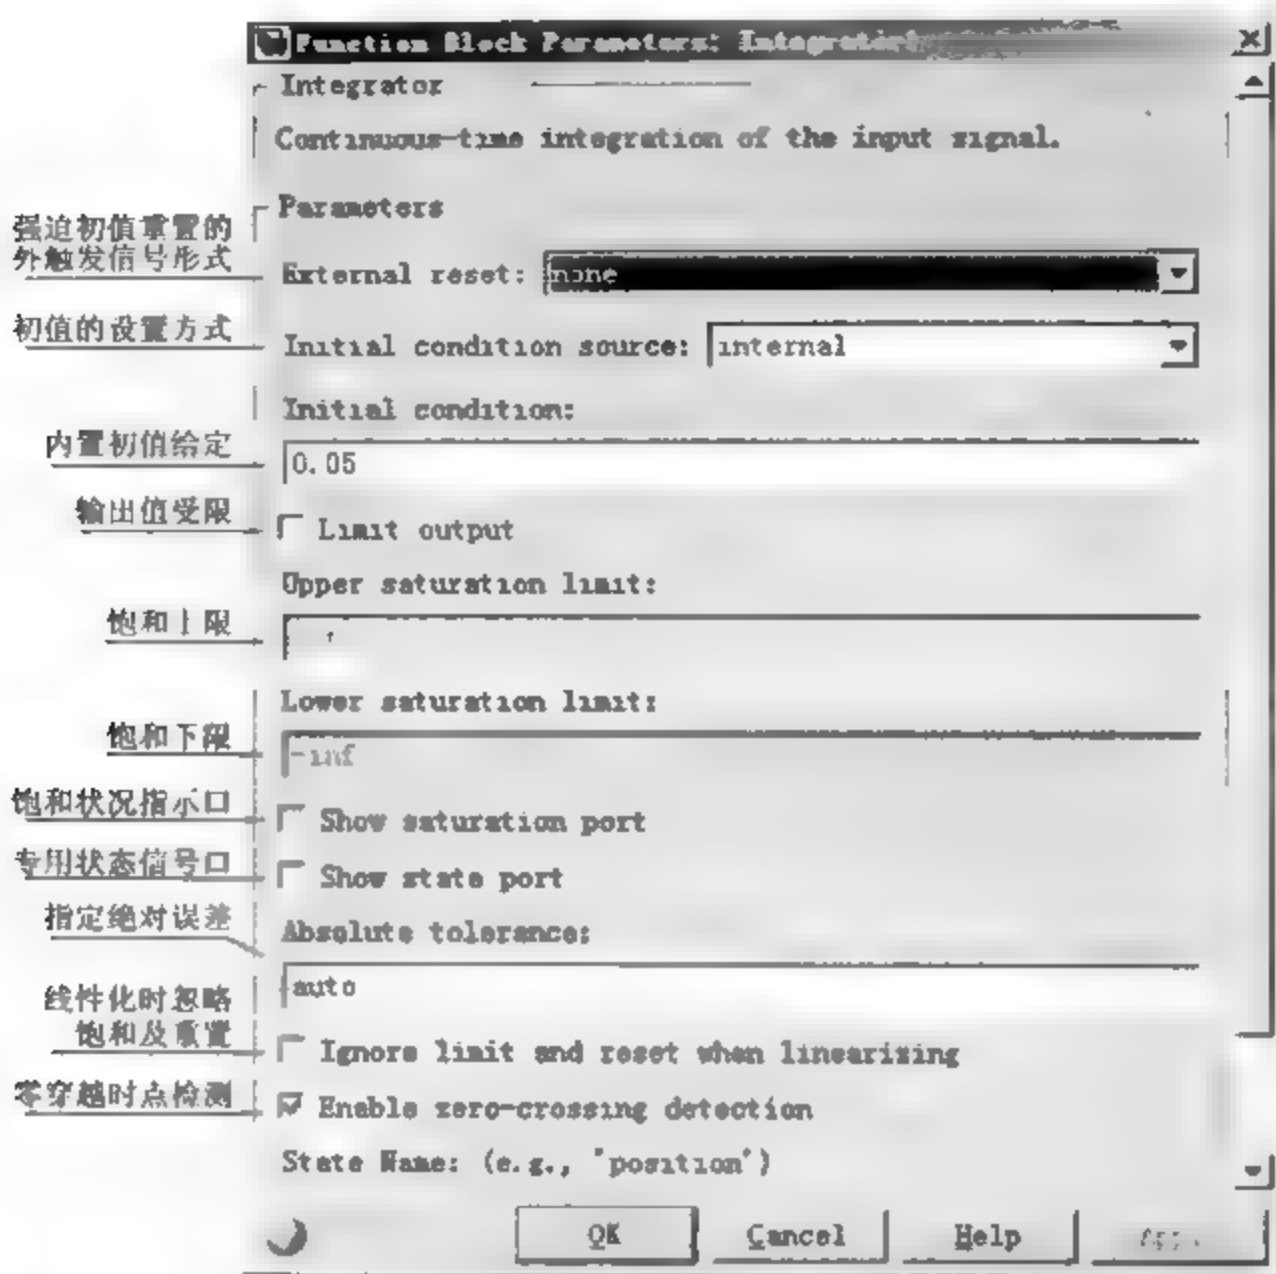 Function Block Parameters:
Integrator
Continuous-time integration of the input signal.
Parameters
强迫初值重置的
外触发信号形式
External reset: none
初值的设置方式
Initial condition source: internal
Initial condition:
内置初值给定
0.05
输出值受限
Limit output
Upper saturation limit:
饱和上限
Lower saturation limit:
饱和下限
-inf
饱和状况指示口
Show saturation port
专用状态信号口
Show state port
指定绝对误差
Absolute tolerance:
auto
线性化时忽略
饱和及重置
Ignore limit and reset when linearizing
零穿越时点检测
Enable zero-crossing detection
State Name: (e.g., 'position')
OK
Cancel
Help